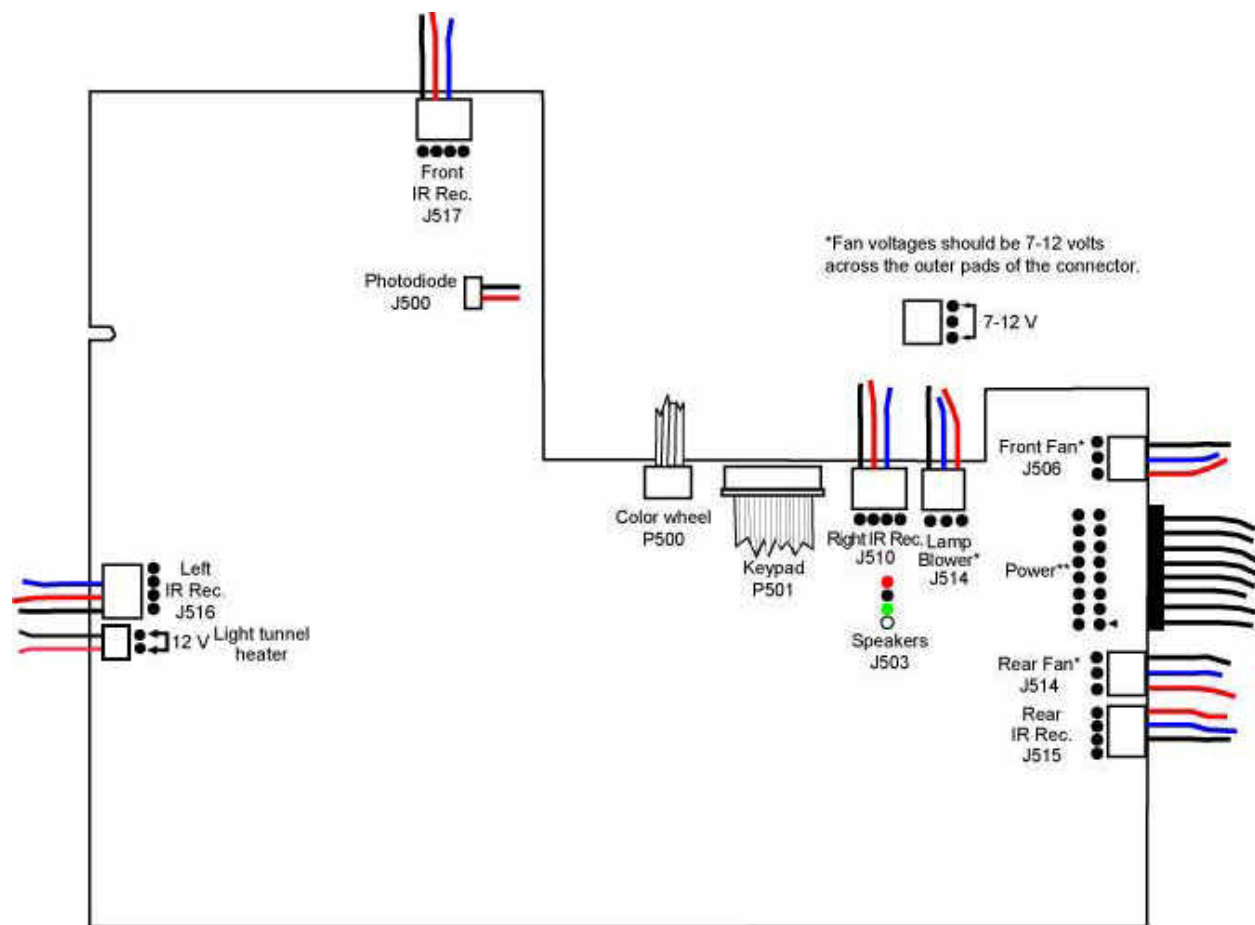 Front
IR Rec.
J517
Photodiode
J500
*Fan voltages should be 7-12 volts
across the outer pads of the connector.
7-12 V
Front Fan*
J506
Color wheel
P500
Keypad
P501
Right IR Rec.
J510
Lamp
Blower*
J514
Power**
Speakers
J503
Left
IR Rec.
J516
12 V
Light tunnel
heater
Rear Fan*
J514
Rear
IR Rec.
J515